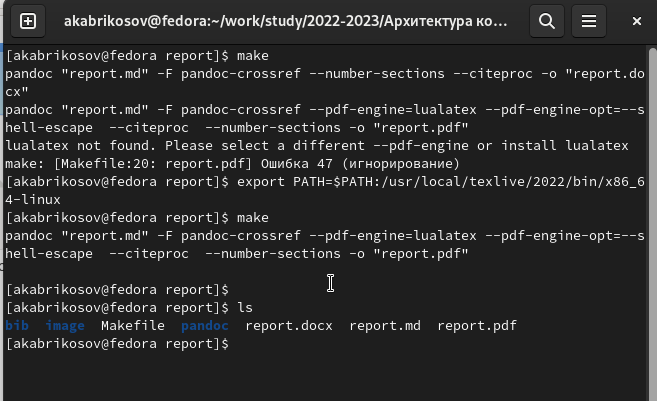 akabrikosov@fedora:~/work/study/2022-2023/Архитектура ко...
[akabrikosov@fedora report]$ make
pandoc "report.md" -F pandoc-crossref --number-sections --citeproc -o "report.do
cx"
pandoc "report.md" -F pandoc-crossref --pdf-engine=lualatex --pdf-engine-opt=--s
hell-escape  --citeproc  --number-sections -o "report.pdf"
lualatex not found. Please select a different --pdf-engine or install lualatex
make: [Makefile:20: report.pdf] Ошибка 47 (игнорирование)
[akabrikosov@fedora report]$ export PATH=$PATH:/usr/local/texlive/2022/bin/x86_6
4-linux
[akabrikosov@fedora report]$ make
pandoc "report.md" -F pandoc-crossref --pdf-engine=lualatex --pdf-engine-opt=--s
hell-escape  --citeproc  --number-sections -o "report.pdf"
[akabrikosov@fedora report]$
[akabrikosov@fedora report]$ ls
bib  image  Makefile  pandoc  report.docx  report.md  report.pdf
[akabrikosov@fedora report]$